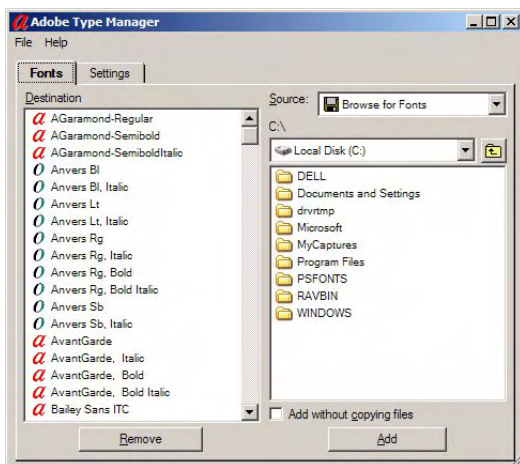 Adobe Type Manager
File Help
Fonts Settings
Destination
AGaramond-Regular
AGaramond-Semibold
AGaramond-SemiboldItalic
Anvers Bl
Anvers Bl, Italic
Anvers Lt
Anvers Lt, Italic
Anvers Rg
Anvers Rg, Italic
Anvers Rg, Bold
Anvers Rg, Bold Italic
Anvers Sb
Anvers Sb, Italic
AvantGarde
AvantGarde, Italic
AvantGarde, Bold
AvantGarde, Bold Italic
Bailey Sans ITC
Remove
Source: Browse for Fonts
C:\
Local Disk (C:)
DELL
Documents and Settings
drvrtmp
Microsoft
MyCaptures
Program Files
PSFONTS
RAVBIN
WINDOWS
Add without copying files
Add